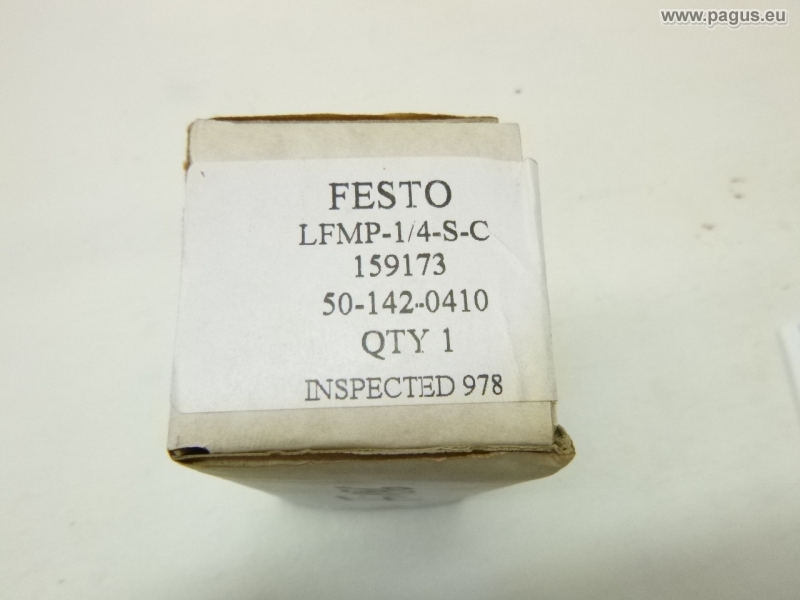 www.pagus.eu
FESTO
LFMP-1/4-S-C
159173
50-142-0410
QTY 1
INSPECTED 978